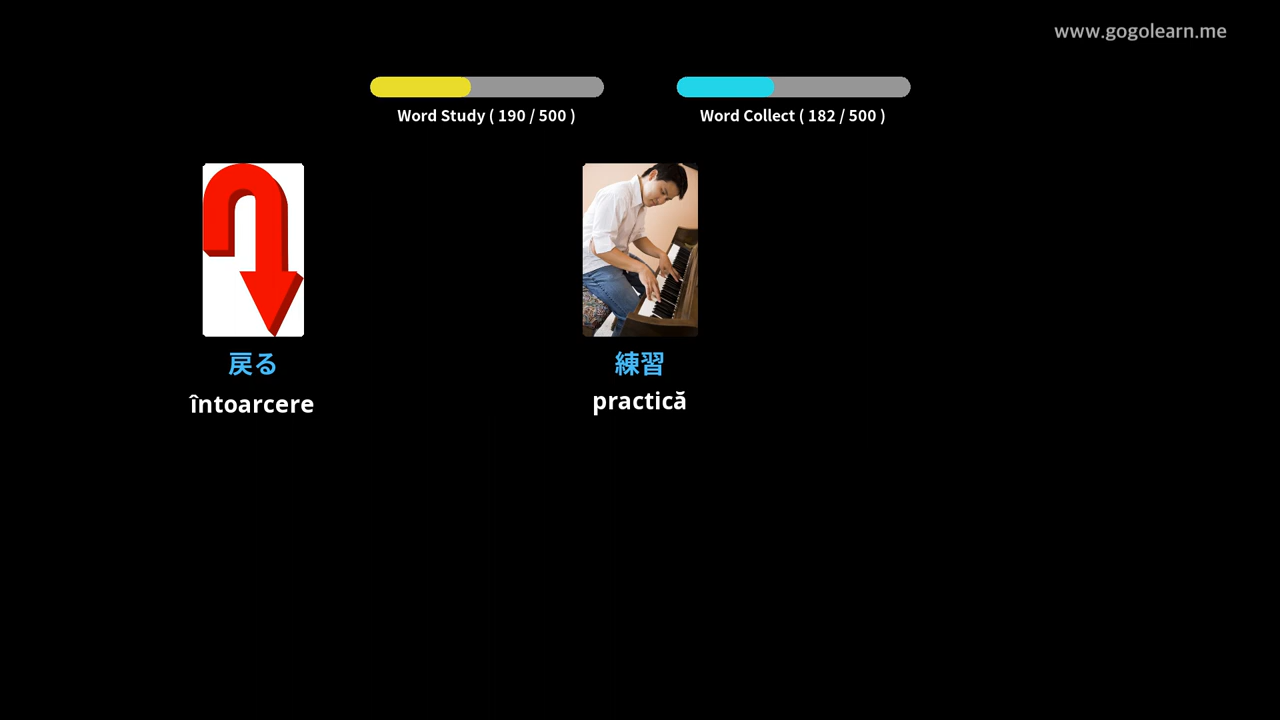 www.gogolearn.me
Word Study ( 190 / 500 )
Word Collect ( 182 / 500 )
戻る
întoarcere
練習
practică